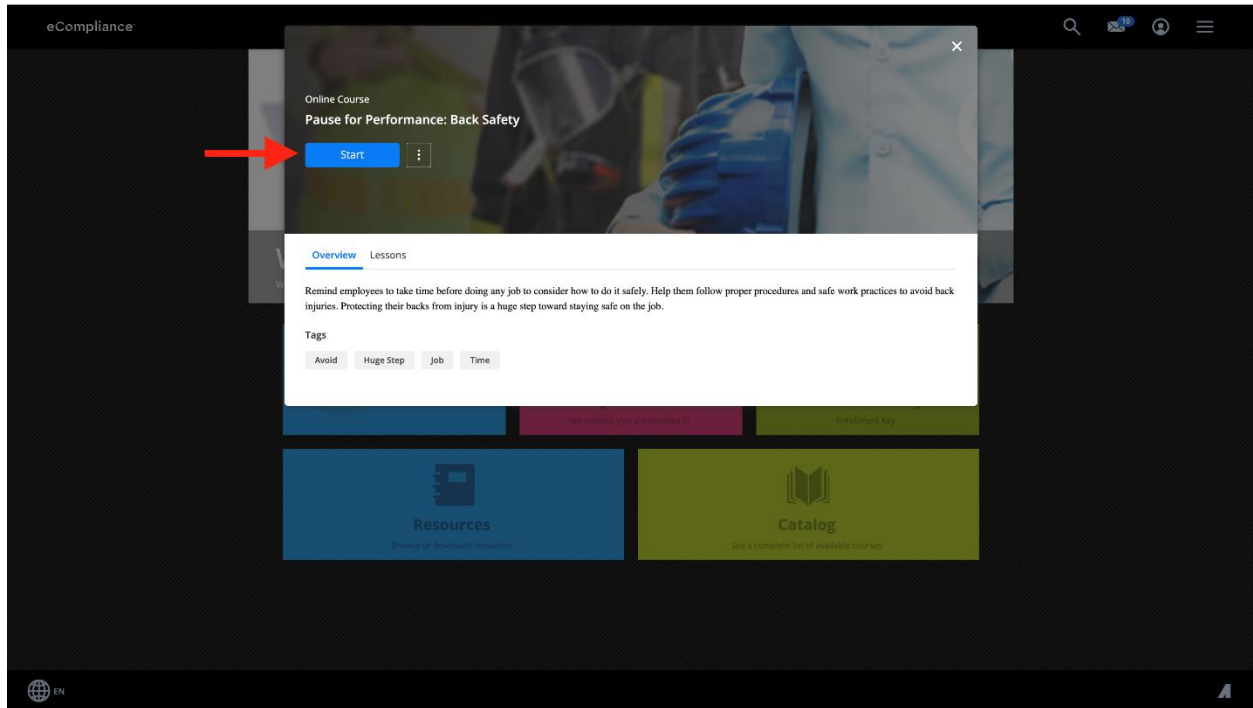 eCompliance
18
Online Course
Pause for Performance: Back Safety
Start
Overview Lessons
Remind employees to take time before doing any job to consider how to do it safely. Help them follow proper procedures and safe work practices to avoid back
injuries. Protecting their backs from injury is a huge step toward staying safe on the job.
Tags
Avoid Huge Step Job Time
See courses you are enrolled in
Enrollment Key
Resources
Browse or download resources
Catalog
See a complete list of available courses
EN